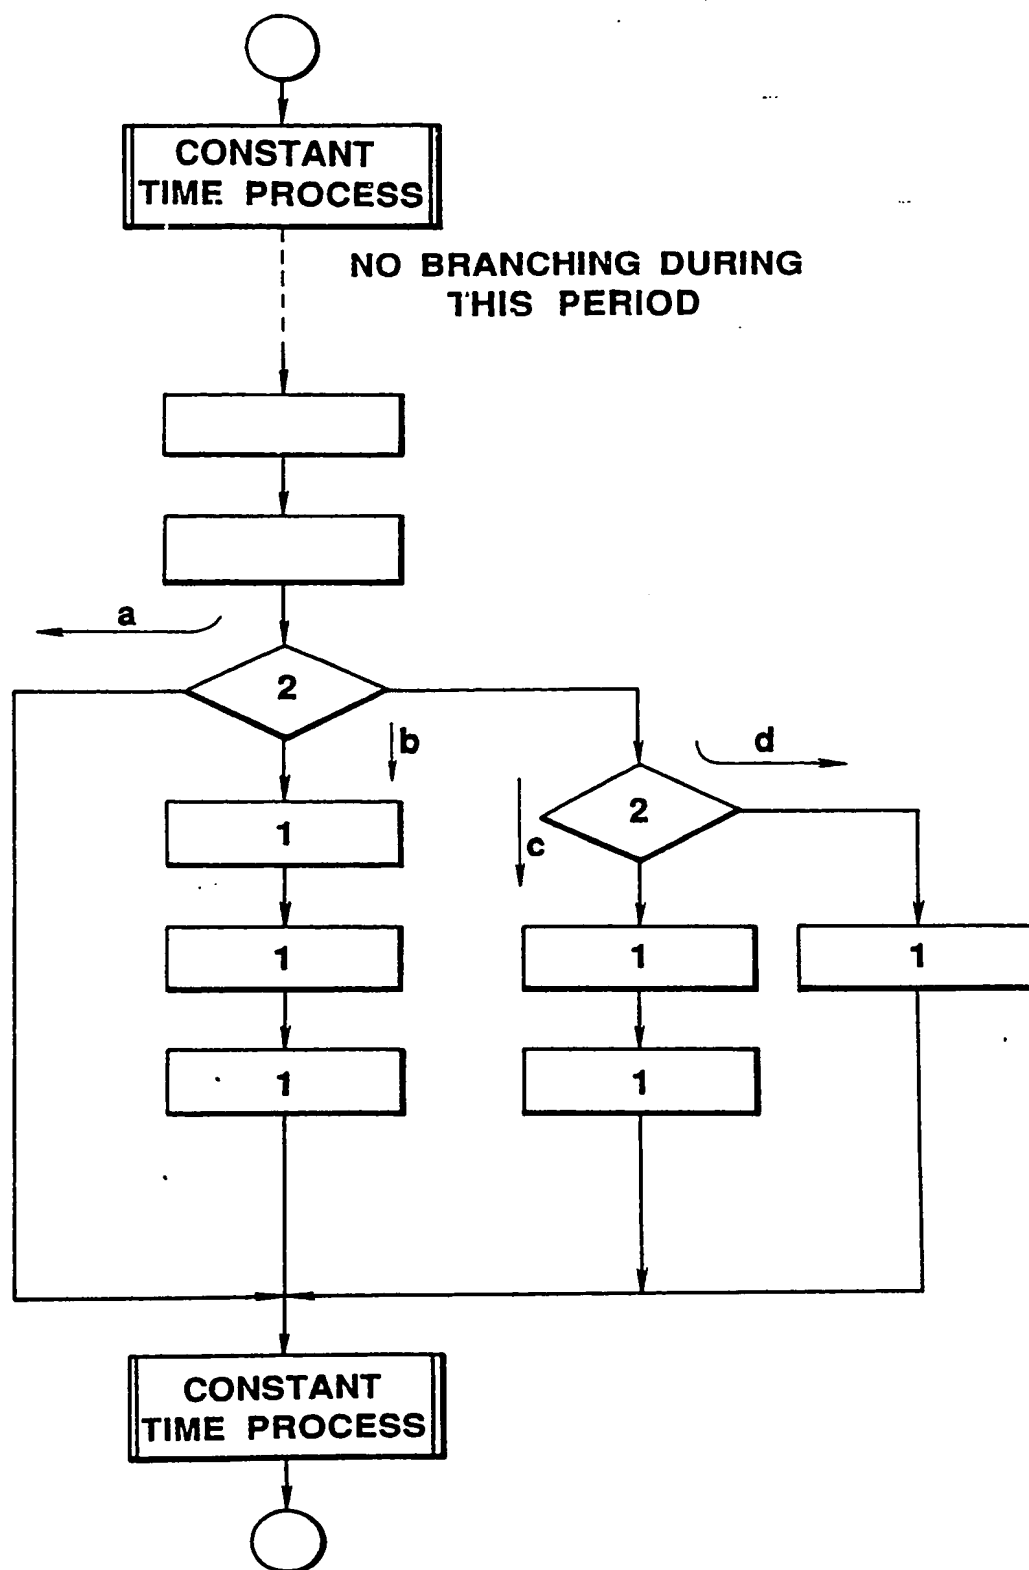 CONSTANT
TIME PROCESS
NO BRANCHING DURING
THIS PERIOD
a
2
b
d
1
2
c
1
1
1
1
1
CONSTANT
TIME PROCESS